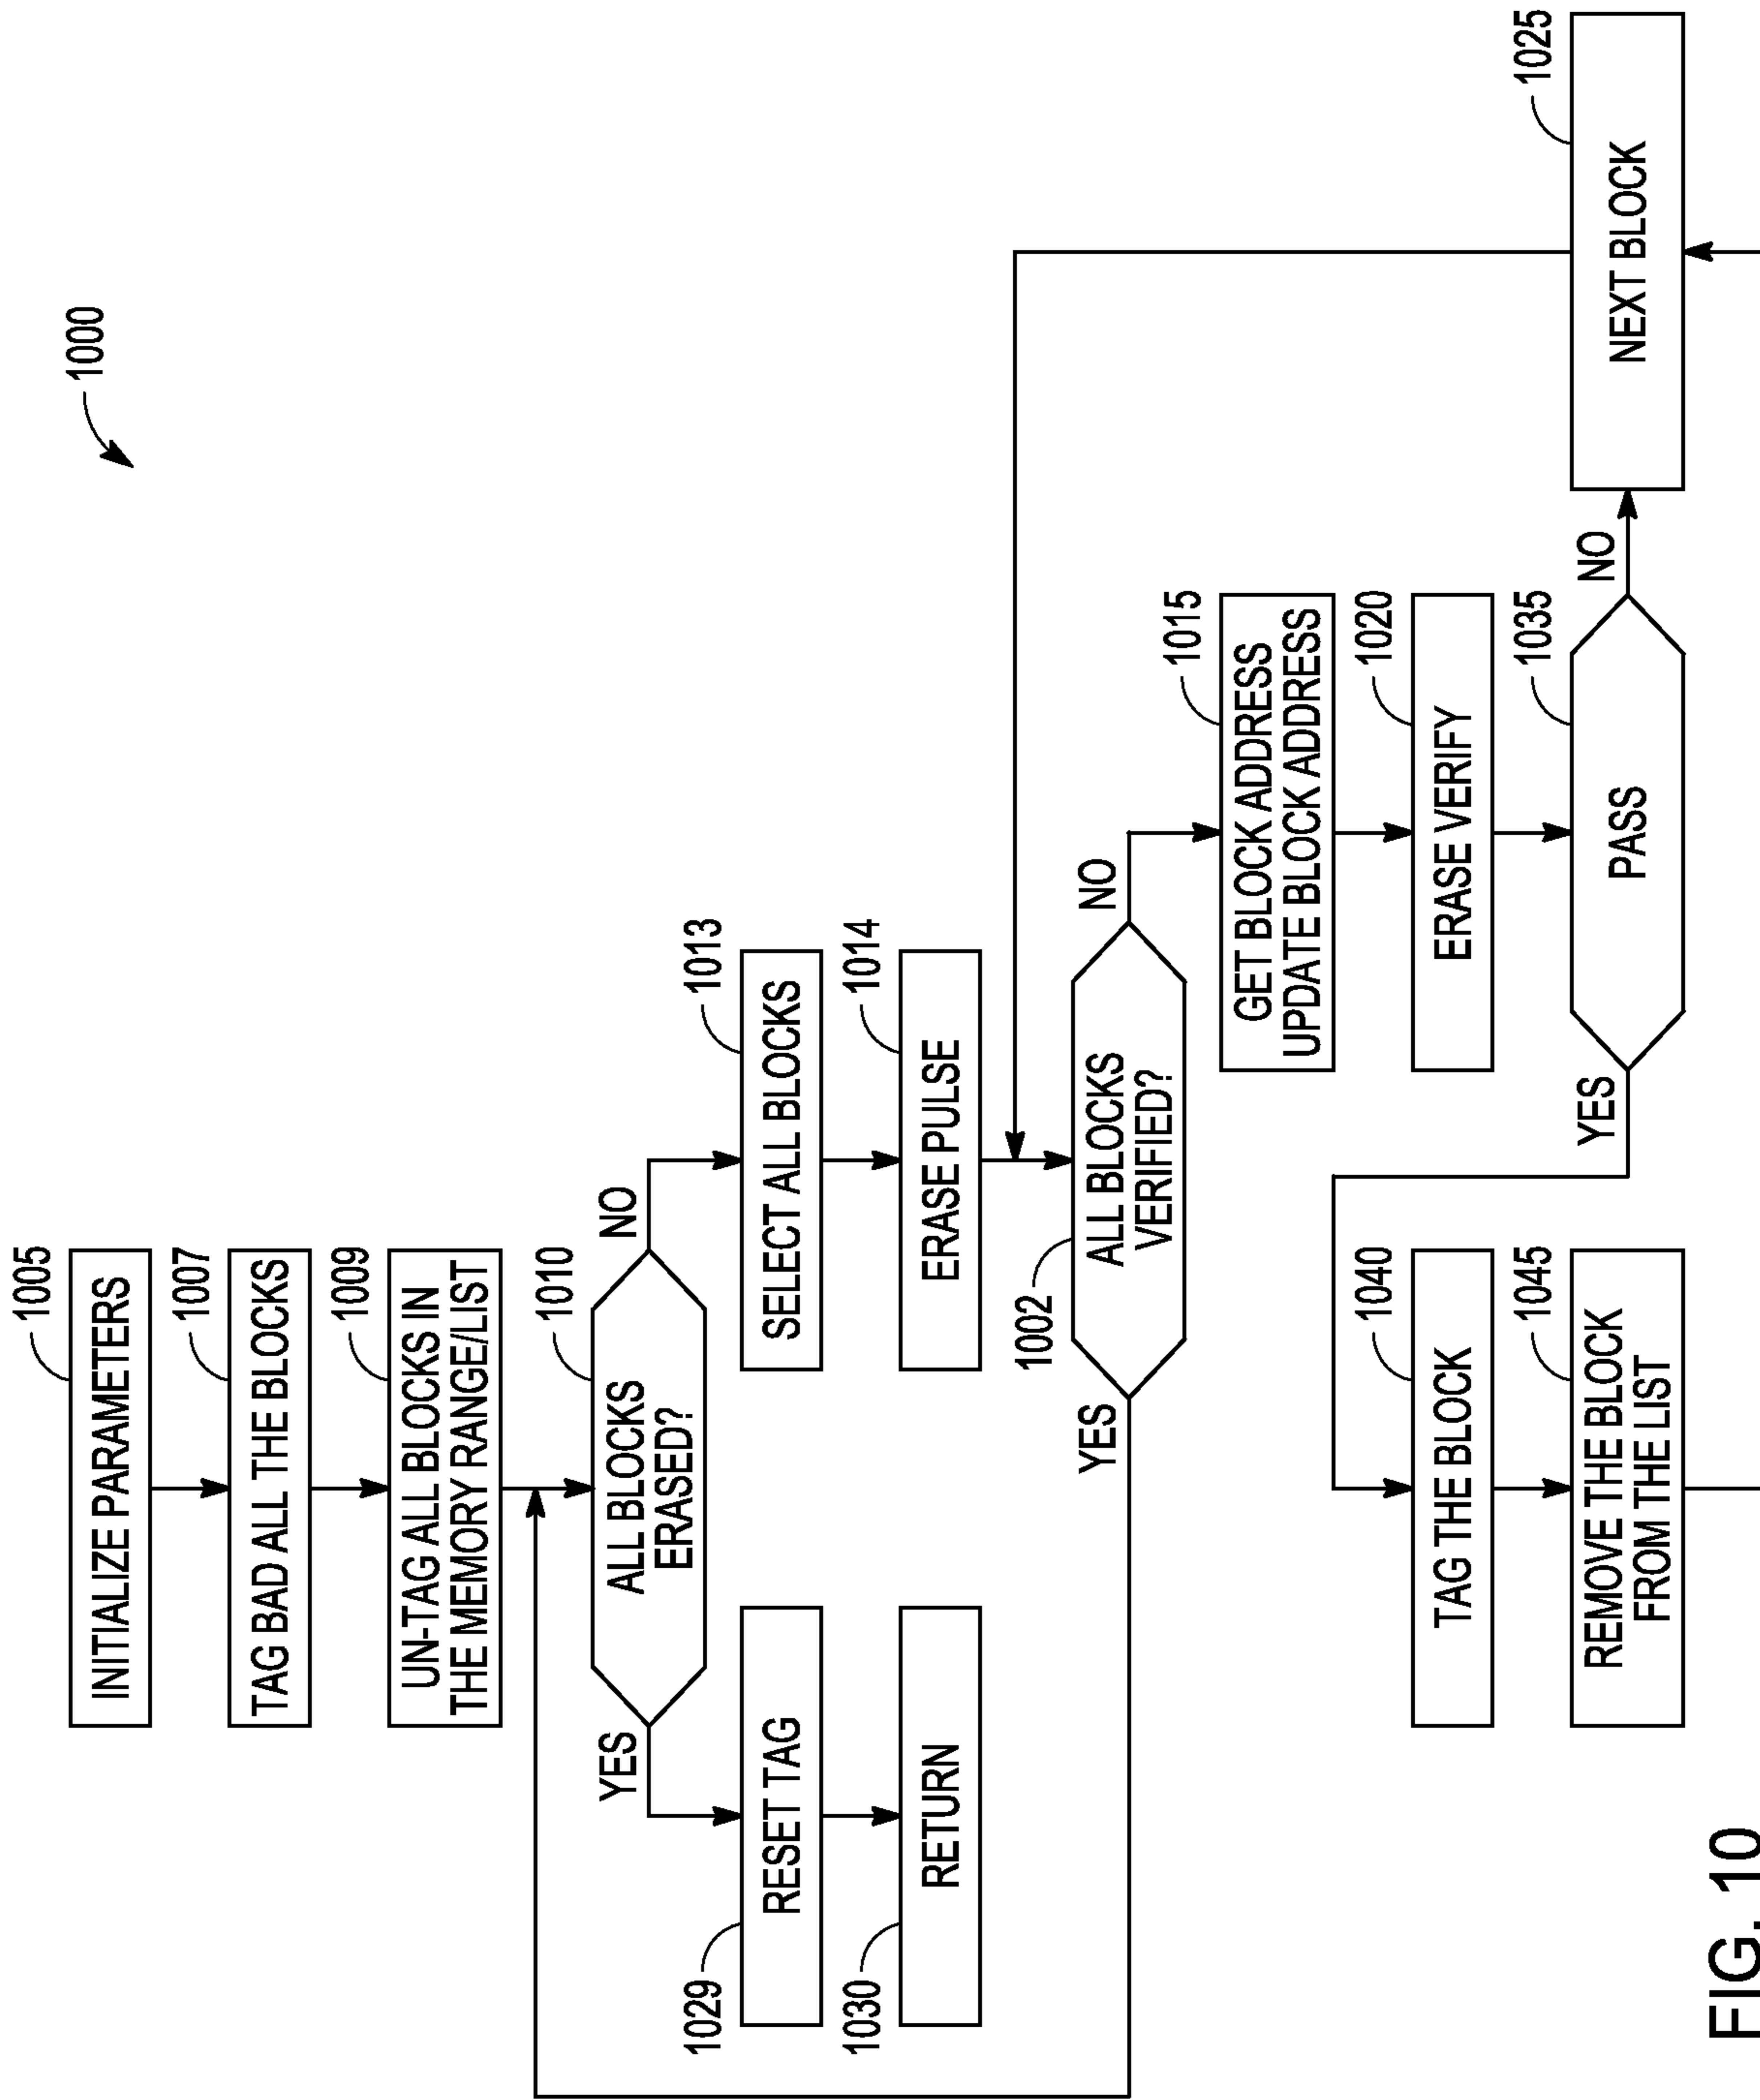 1000
1005
INITIALIZE PARAMETERS
1007
TAG BAD ALL THE BLOCKS
1009
UN-TAG ALL BLOCKS IN
THE MEMORY RANGE/LIST
1010
ALL BLOCKS
ERASED?
YES
NO
1029
RESET TAG
1030
RETURN
1013
SELECT ALL BLOCKS
1014
ERASE PULSE
1002
ALL BLOCKS
VERIFIED?
YES
NO
1015
GET BLOCK ADDRESS
UPDATE BLOCK ADDRESS
1020
ERASE VERIFY
1035
PASS
YES
NO
1040
TAG THE BLOCK
1045
REMOVE THE BLOCK
FROM THE LIST
1025
NEXT BLOCK
FIG. 10